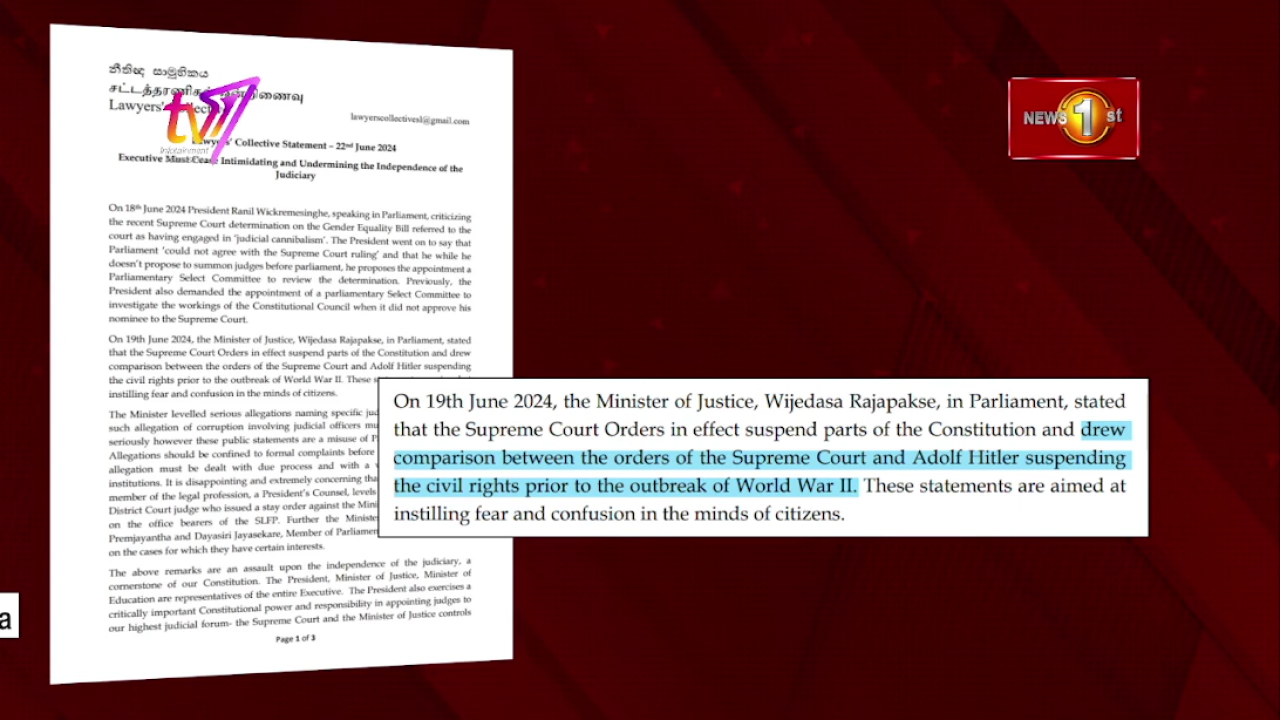 නීතිඥ සාමූහිකය
சட்டத்தரணிகள்
Lawyers' Collective
tv1
Infotainment
lawyerscollectivesl@gmail.com
Lawyers' Collective Statement – 22nd June 2024
Executive Must Cease Intimidating and Undermining the Independence of the
Judiciary
On 18th June 2024 President Ranil Wickremesinghe, speaking in Parliament, criticizing
the recent Supreme Court determination on the Gender Equality Bill referred to the
court as having engaged in 'judicial cannibalism'. The President went on to say that
Parliament 'could not agree with the Supreme Court ruling' and that he while he
doesn't propose to summon judges before parliament, he proposes the appointment a
Parliamentary Select Committee to review the determination. Previously, the
President also demanded the appointment of a parliamentary Select Committee to
investigate the workings of the Constitutional Council when it did not approve his
nominee to the Supreme Court.
On 19th June 2024, the Minister of Justice, Wijedasa Rajapakse, in Parliament, stated
that the Supreme Court Orders in effect suspend parts of the Constitution and drew
comparison between the orders of the Supreme Court and Adolf Hitler suspending
the civil rights prior to the outbreak of World War II. These
instilling fear and confusion in the minds of citizens.
The Minister levelled serious allegations naming specific
such allegation of corruption involving judicial officers
seriously however these public statements are a misuse of
Allegations should be confined to formal complaints before
allegation must be dealt with due process and with a
institutions. It is disappointing and extremely concerning
member of the legal profession, a President's Counsel, levels
District Court judge who issued a stay order against the
on the office bearers of the SLFP. Further the
Premjayantha and Dayasiri Jayasekare, Member of
on the cases for which they have certain interests.
The above remarks are an assault upon the independence of the judiciary, a
cornerstone of our Constitution. The President, Minister of Justice, Minister of
Education are representatives of the entire Executive. The President also exercises a
critically important Constitutional power and responsibility in appointing judges to
our highest judicial forum- the Supreme Court and the Minister of Justice controls
Page 1 of 3
NEWS 1st
On 19th June 2024, the Minister of Justice, Wijedasa Rajapakse, in Parliament, stated
that the Supreme Court Orders in effect suspend parts of the Constitution and drew
comparison between the orders of the Supreme Court and Adolf Hitler suspending
the civil rights prior to the outbreak of World War II. These statements are aimed at
instilling fear and confusion in the minds of citizens.
a